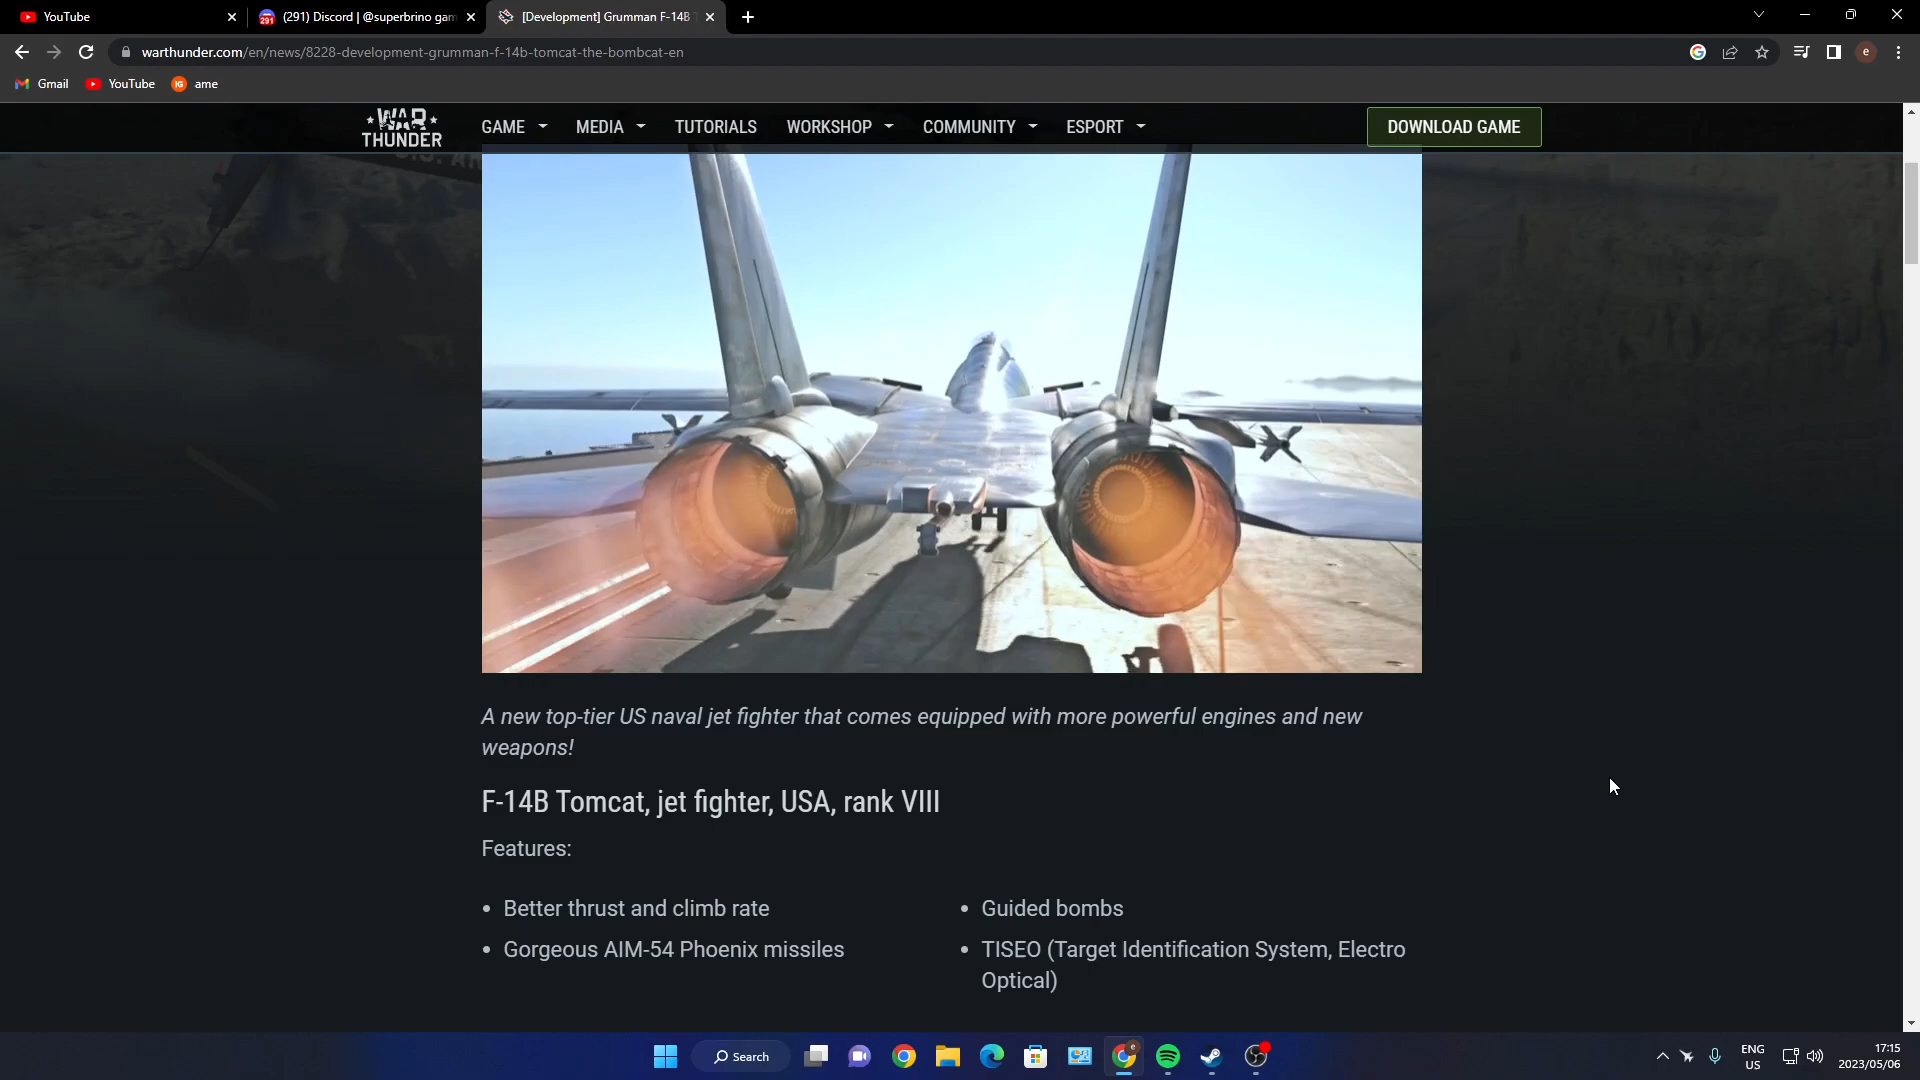 YouTube
(291) Discord | @superbrino gam
[Development] Grumman F-14B T
warthunder.com/en/news/8228-development-grumman-f-14b-tomcat-the-bombcat-en
e
Gmail
YouTube
IG
ame
WAR THUNDER
GAME
MEDIA
TUTORIALS
WORKSHOP
COMMUNITY
ESPORT
DOWNLOAD GAME
A new top-tier US naval jet fighter that comes equipped with more powerful engines and new
weapons!
F-14B Tomcat, jet fighter, USA, rank VIII
Features:
• Better thrust and climb rate
• Gorgeous AIM-54 Phoenix missiles
• Guided bombs
• TISEO (Target Identification System, Electro
Optical)
Search
ENG
US
17:15
2023/05/06